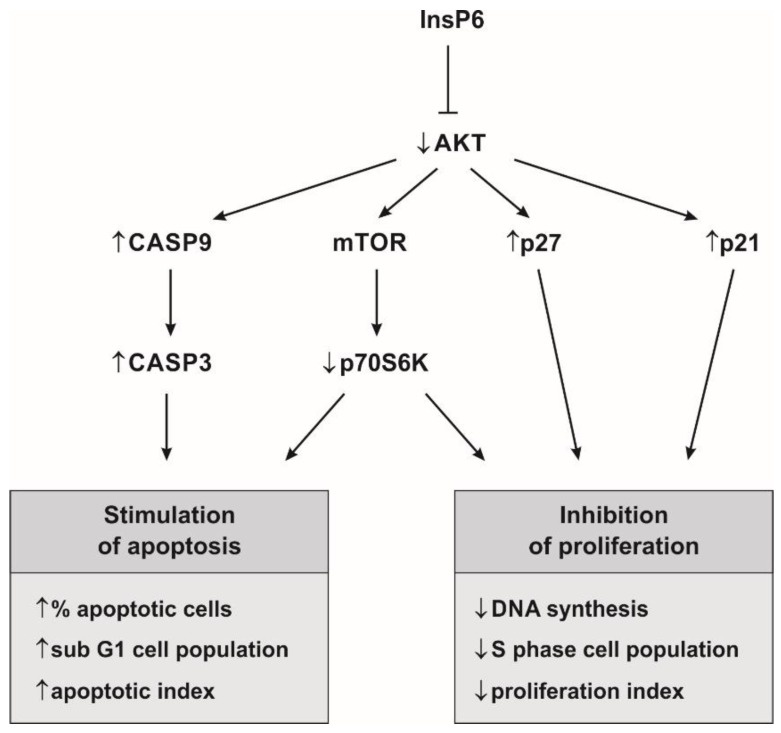 InsP6
↓AKT
↑CASP9
mTOR
↑p27
↑p21
↑CASP3
↓p70S6K
Stimulation
of apoptosis
↑% apoptotic cells
↑sub G1 cell population
↑apoptotic index
Inhibition
of proliferation
↓DNA synthesis
↓S phase cell population
↓proliferation index